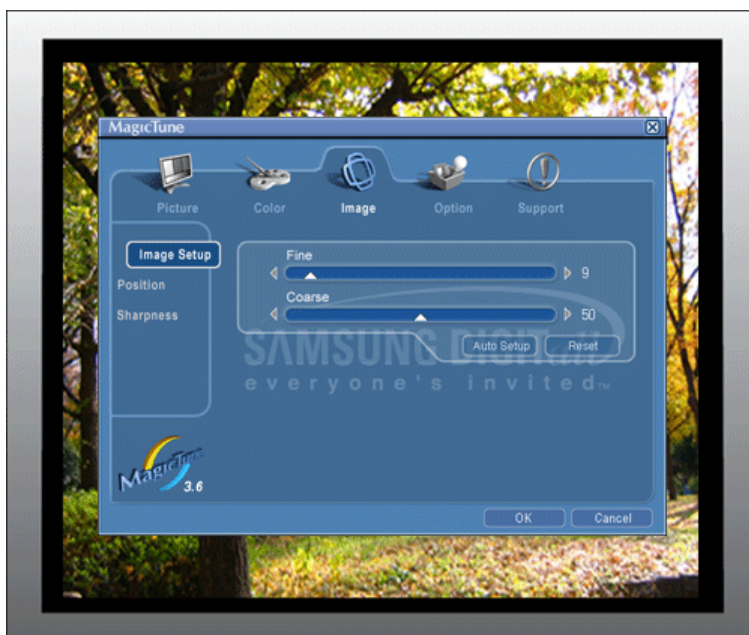 MagicTune
Picture Color Image Option Support
Image Setup
Position
Sharpness
Fine
9
Coarse
50
SAMSUNG DIGITall
everyone's invited™
Auto Setup Reset
MagicTune
3.6
OK Cancel